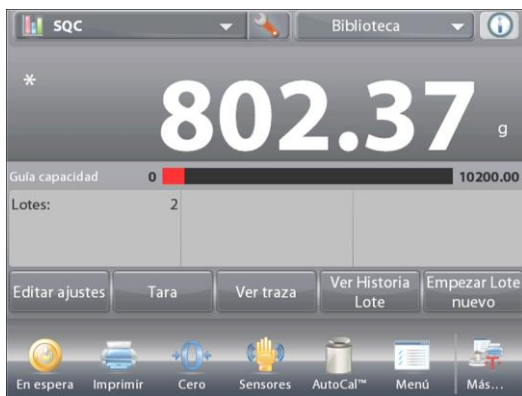 SQC
Biblioteca
*
802.37 g
Guía capacidad 0 10200.00
Lotes: 2
Editar ajustes
Tara
Ver traza
Ver Historia
Lote
Empezar Lote
nuevo
En espera
Imprimir
Cero
Sensores
AutoCal™
Menú
Más...